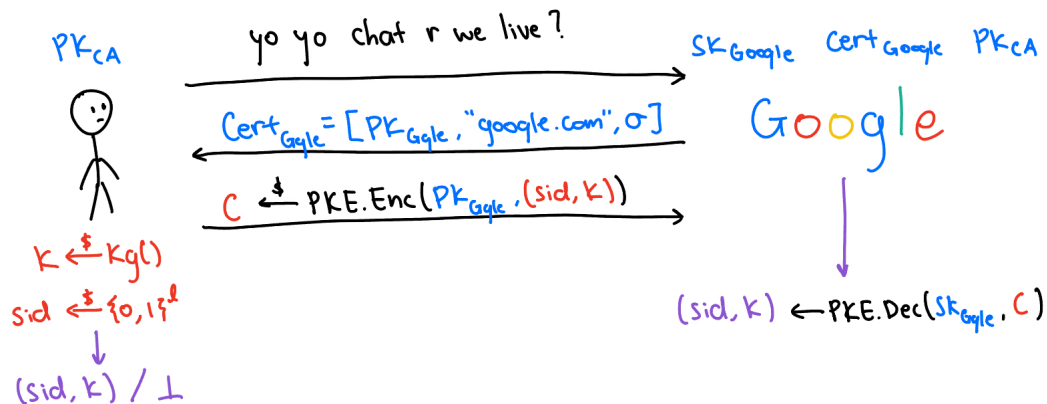 yo yo chat r we live?
PK_CA
SK_Google cert_Google PK_CA
Cert_Ggle = [PK_Ggle, "google.com", σ]
Google
C ←$ PKE.Enc(PK_Ggle, (sid, K))
K ←$ Kg()
sid ←$ {0,1}^l
(sid, K) ← PKE.Dec(SK_Ggle, C)
(sid, K) / ⊥